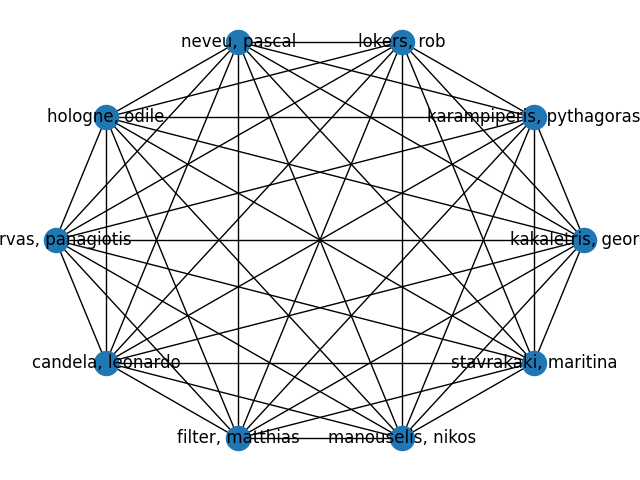 neveu, pascal
lokers, rob
hologne, odile
karampiperis, pythagoras
rvas, panagiotis
kakaletris, geor
candela, leonardo
stavrakaki, maritina
filter, matthias
manouselis, nikos